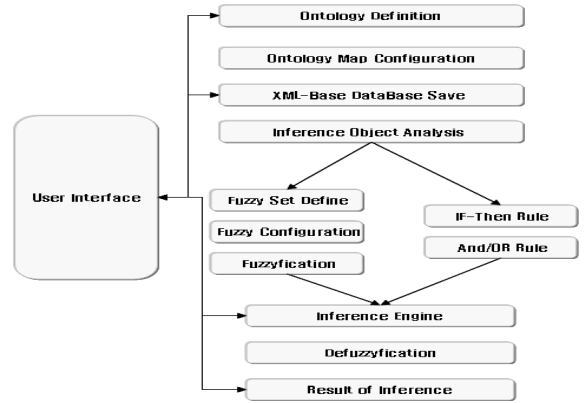 Ontology Definition
Ontology Map Configuration
XML-Base DataBase Save
Inference Object Analysis
User Interface
Fuzzy Set Define
IF-Then Rule
Fuzzy Configuration
And/OR Rule
Fuzzyfication
Inference Engine
Defuzzyfication
Result of Inference